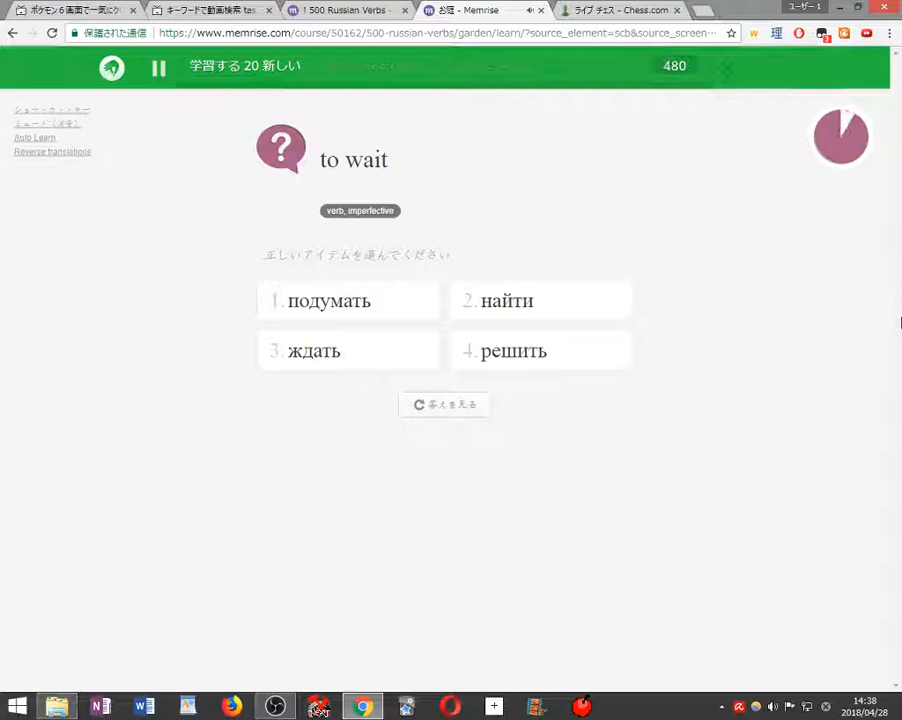 ポケモン6画面で一気にク
キーワードで動画検索 tas
! 500 Russian Verbs -
お庭 - Memrise
ライブ チェス - Chess.com
ユーザー 1
保護された通信
https://www.memrise.com/course/50162/500-russian-verbs/garden/learn/?source_element=scb&source_screen...
学習する 20 新しい
480
Auto Learn
Reverse translations
?
to wait
verb, imperfective
正しいアイテムを選んでください
1. подумать
2. найти
3. ждать
4. решить
答えを見る
14:38
2018/04/28